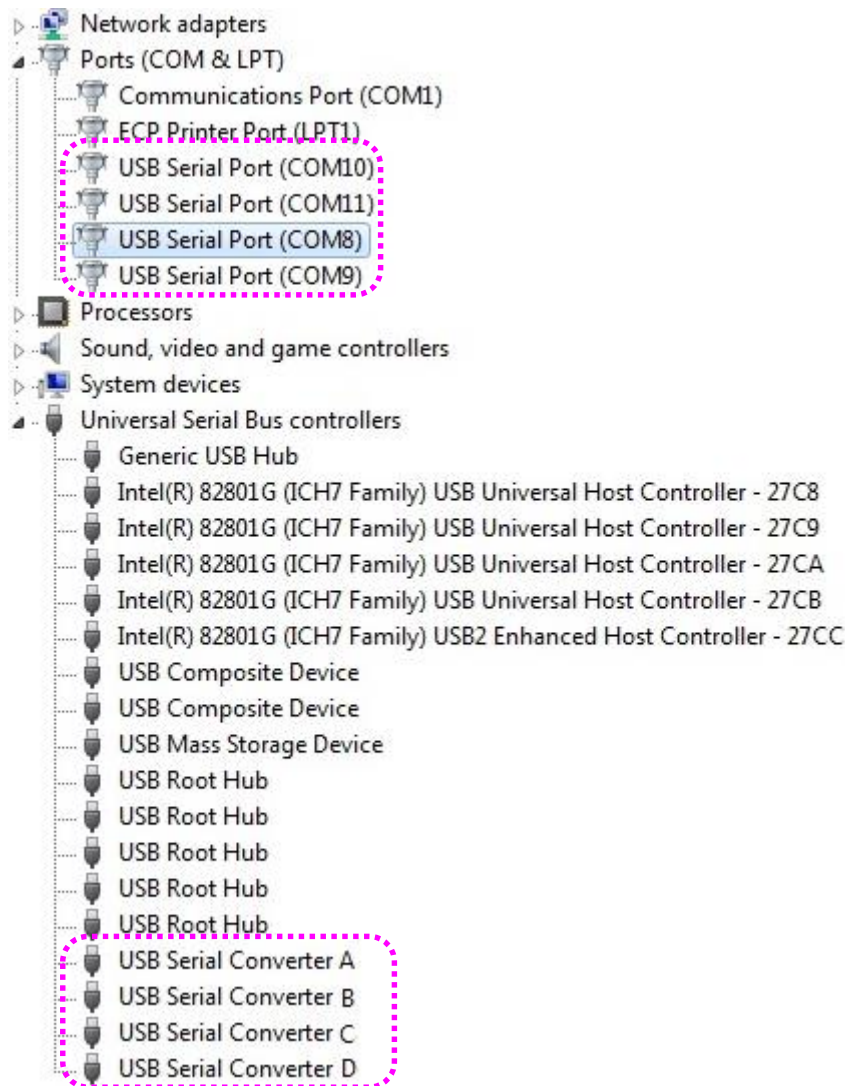 Network adapters
Ports (COM & LPT)
Communications Port (COM1)
ECP Printer Port (LPT1)
USB Serial Port (COM10)
USB Serial Port (COM11)
USB Serial Port (COM8)
USB Serial Port (COM9)
Processors
Sound, video and game controllers
System devices
Universal Serial Bus controllers
Generic USB Hub
Intel(R) 82801G (ICH7 Family) USB Universal Host Controller - 27C8
Intel(R) 82801G (ICH7 Family) USB Universal Host Controller - 27C9
Intel(R) 82801G (ICH7 Family) USB Universal Host Controller - 27CA
Intel(R) 82801G (ICH7 Family) USB Universal Host Controller - 27CB
Intel(R) 82801G (ICH7 Family) USB2 Enhanced Host Controller - 27CC
USB Composite Device
USB Composite Device
USB Mass Storage Device
USB Root Hub
USB Root Hub
USB Root Hub
USB Root Hub
USB Root Hub
USB Serial Converter A
USB Serial Converter B
USB Serial Converter C
USB Serial Converter D